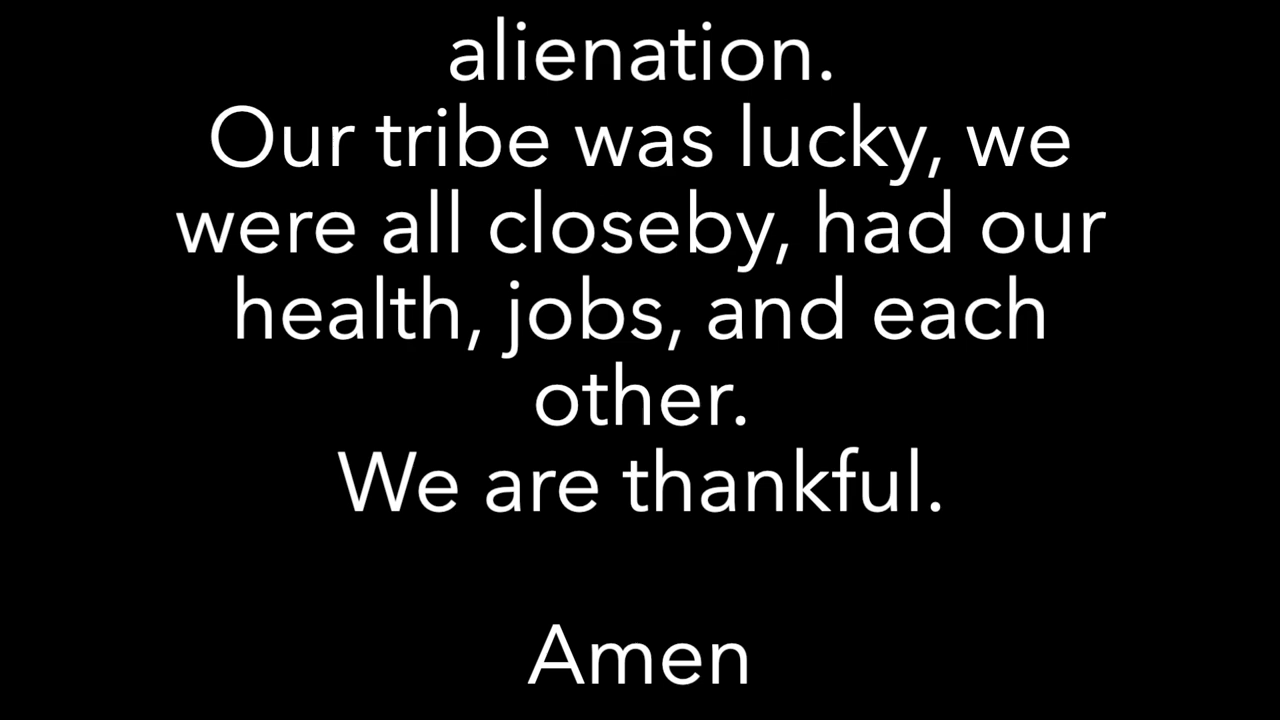 alienation.
Our tribe was lucky, we
were all closeby, had our
health, jobs, and each
other.
We are thankful.
Amen